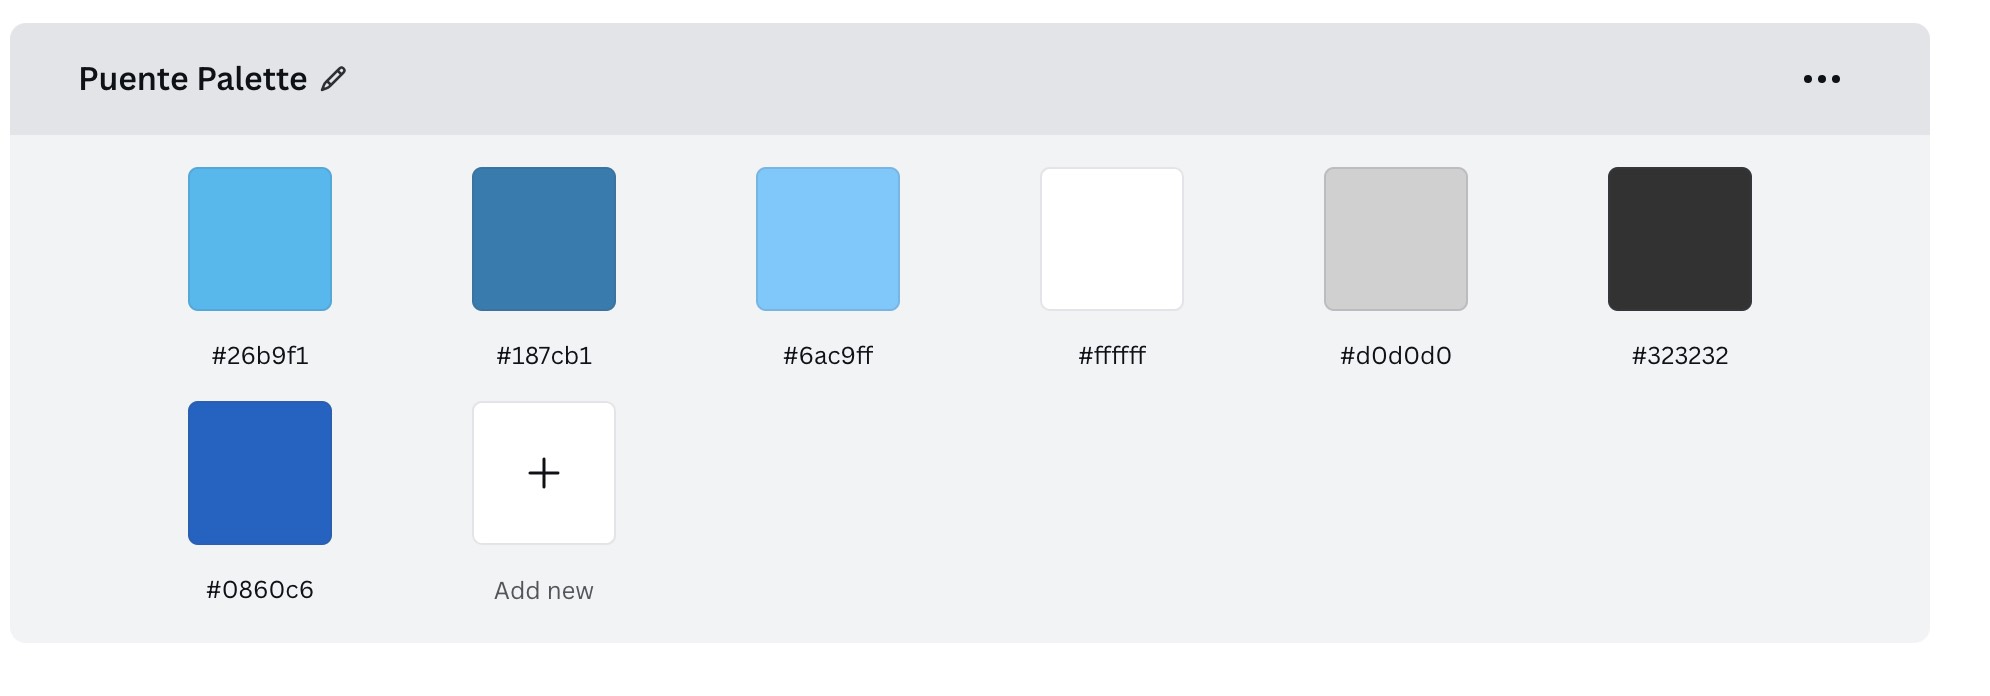 Puente Palette
#26b9f1
#187cb1
#6ac9ff
#ffffff
#d0d0d0
#323232
#0860c6
Add new